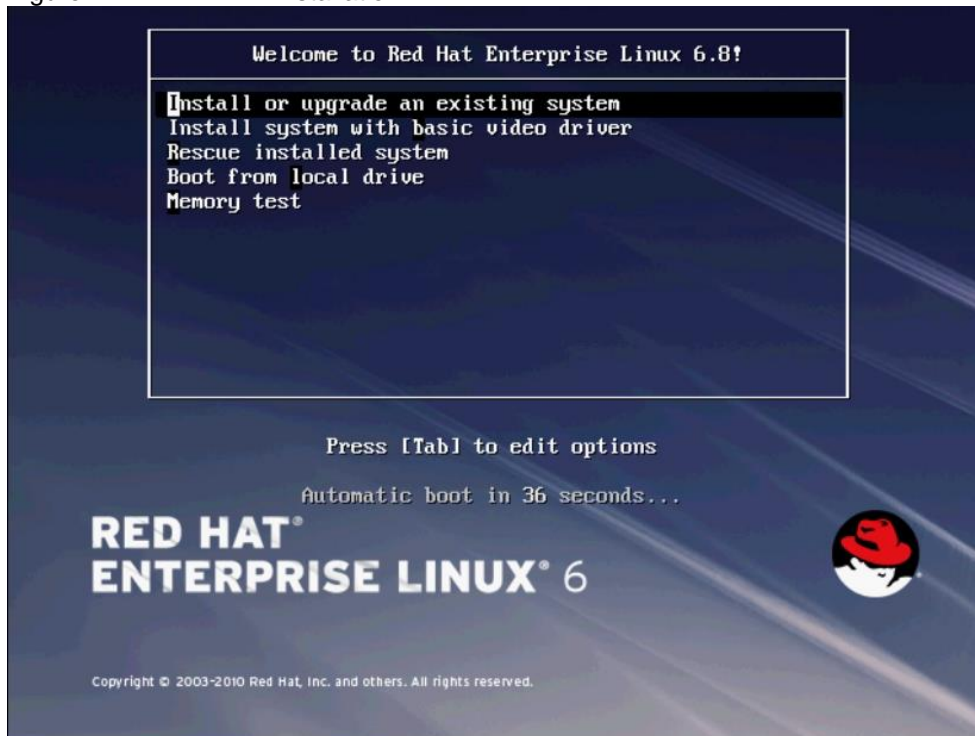 Welcome to Red Hat Enterprise Linux 6.8!
Install or upgrade an existing system
Install system with basic video driver
Rescue installed system
Boot from local drive
Memory test
Press [Tab] to edit options
Automatic boot in 36 seconds...
RED HAT®
ENTERPRISE LINUX® 6
Copyright © 2003-2010 Red Hat, Inc. and others. All rights reserved.